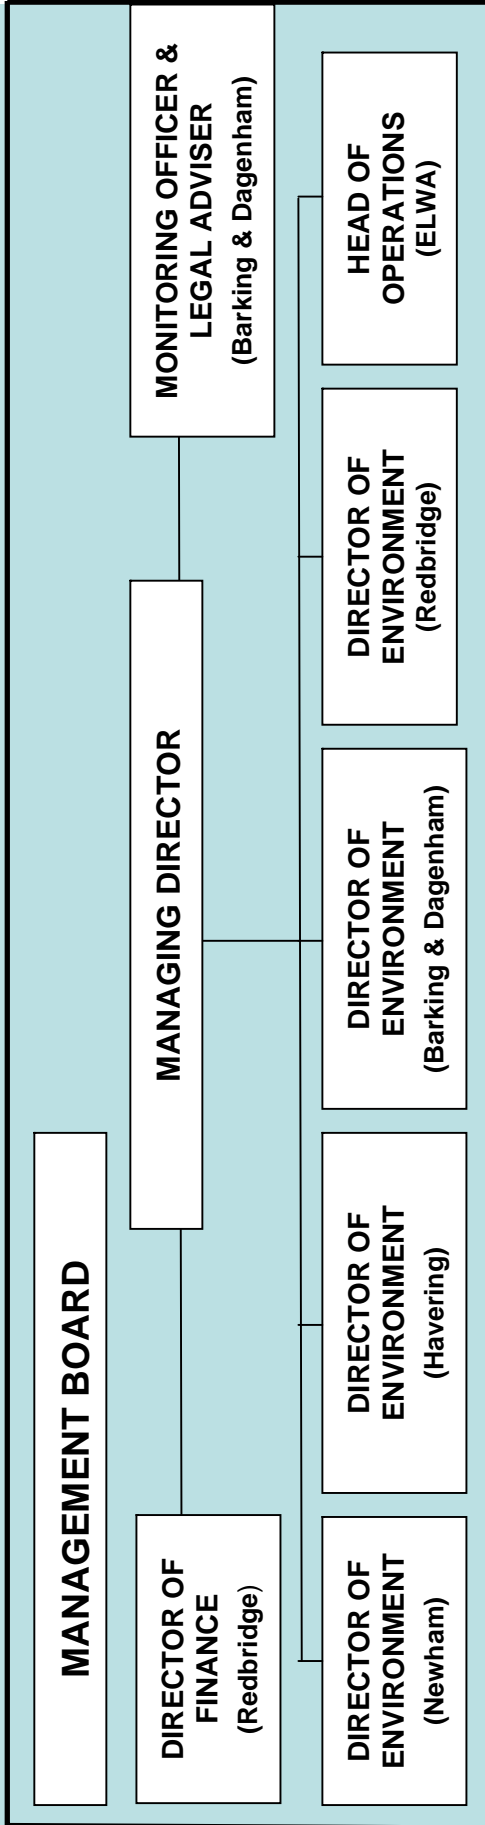 MANAGEMENT BOARD
DIRECTOR OF
FINANCE
(Redbridge)
MANAGING DIRECTOR
MONITORING OFFICER &
LEGAL ADVISER
(Barking & Dagenham)
DIRECTOR OF
ENVIRONMENT
(Newham)
DIRECTOR OF
ENVIRONMENT
(Havering)
DIRECTOR OF
ENVIRONMENT
(Barking & Dagenham)
DIRECTOR OF
ENVIRONMENT
(Redbridge)
HEAD OF
OPERATIONS
(ELWA)